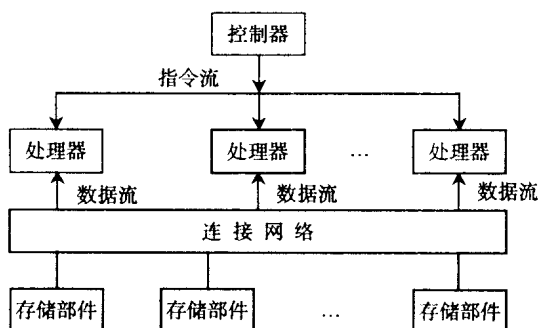 控制器
指令流
处理器 处理器 … 处理器
数据流 数据流 数据流
连接网络
存储部件 存储部件 … 存储部件